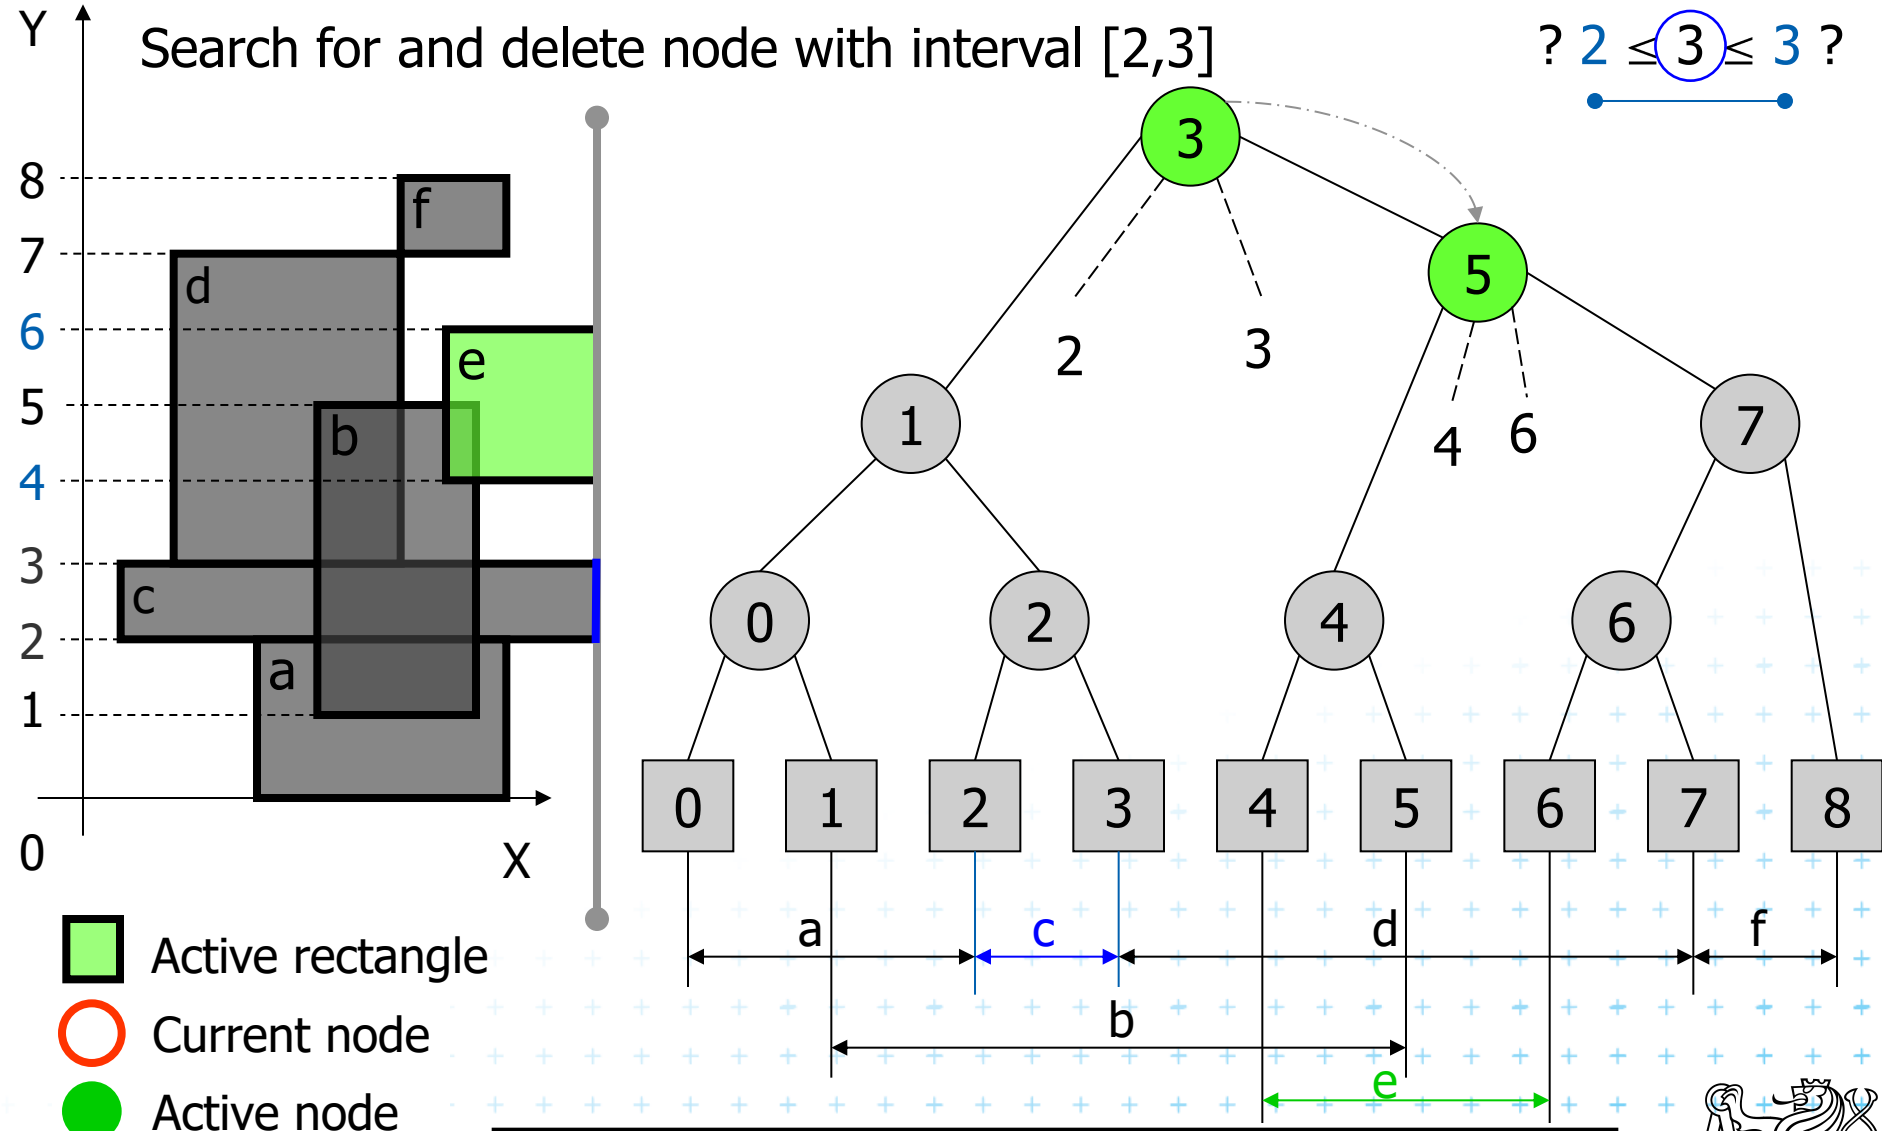 Y
Search for and delete node with interval [2,3]
? 2 ≤ 3 ≤ 3 ?
8
7
6
5
4
3
2
1
0
X
f
d
e
b
c
a
3
5
2
3
1
4
6
7
0
2
4
6
0
1
2
3
4
5
6
7
8
a
c
d
f
b
e
Active rectangle
Current node
Active node